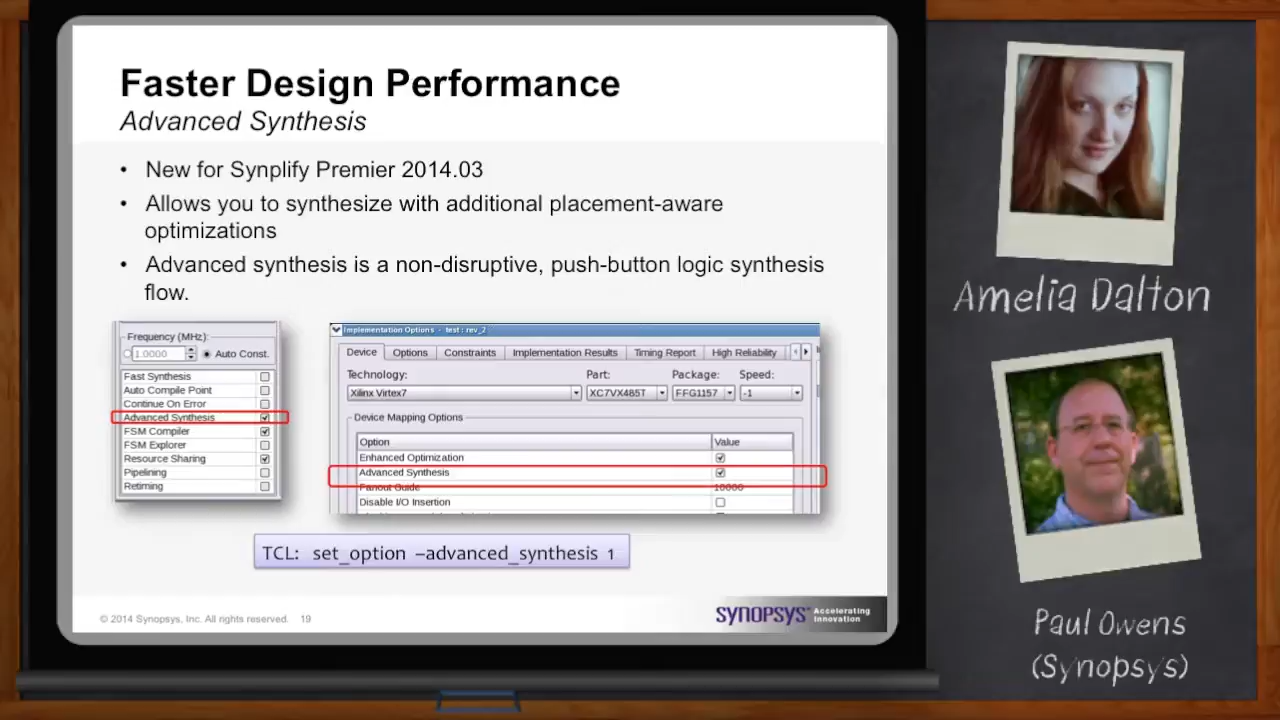 Faster Design Performance
Advanced Synthesis
• New for Synplify Premier 2014.03
• Allows you to synthesize with additional placement-aware
optimizations
• Advanced synthesis is a non-disruptive, push-button logic synthesis
flow.
Frequency (MHz):
1.0000 Auto Const.
Fast Synthesis
Auto Compile Point
Continue On Error
Advanced Synthesis
FSM Compiler
FSM Explorer
Resource Sharing
Pipelining
Retiming
Implementation Options - test : rev_2
Device Options Constraints Implementation Results Timing Report High Reliability
Technology: Part: Package: Speed:
Xilinx Virtex7 XC7VX485T FFG1157 -1
Device Mapping Options
Option Value
Enhanced Optimization
Advanced Synthesis
Fanout Guide 10000
Disable I/O Insertion
TCL: set_option –advanced_synthesis 1
© 2014 Synopsys, Inc. All rights reserved. 19
SYNOPSYS Accelerating
Innovation
Amelia Dalton
Paul Owens
(Synopsys)